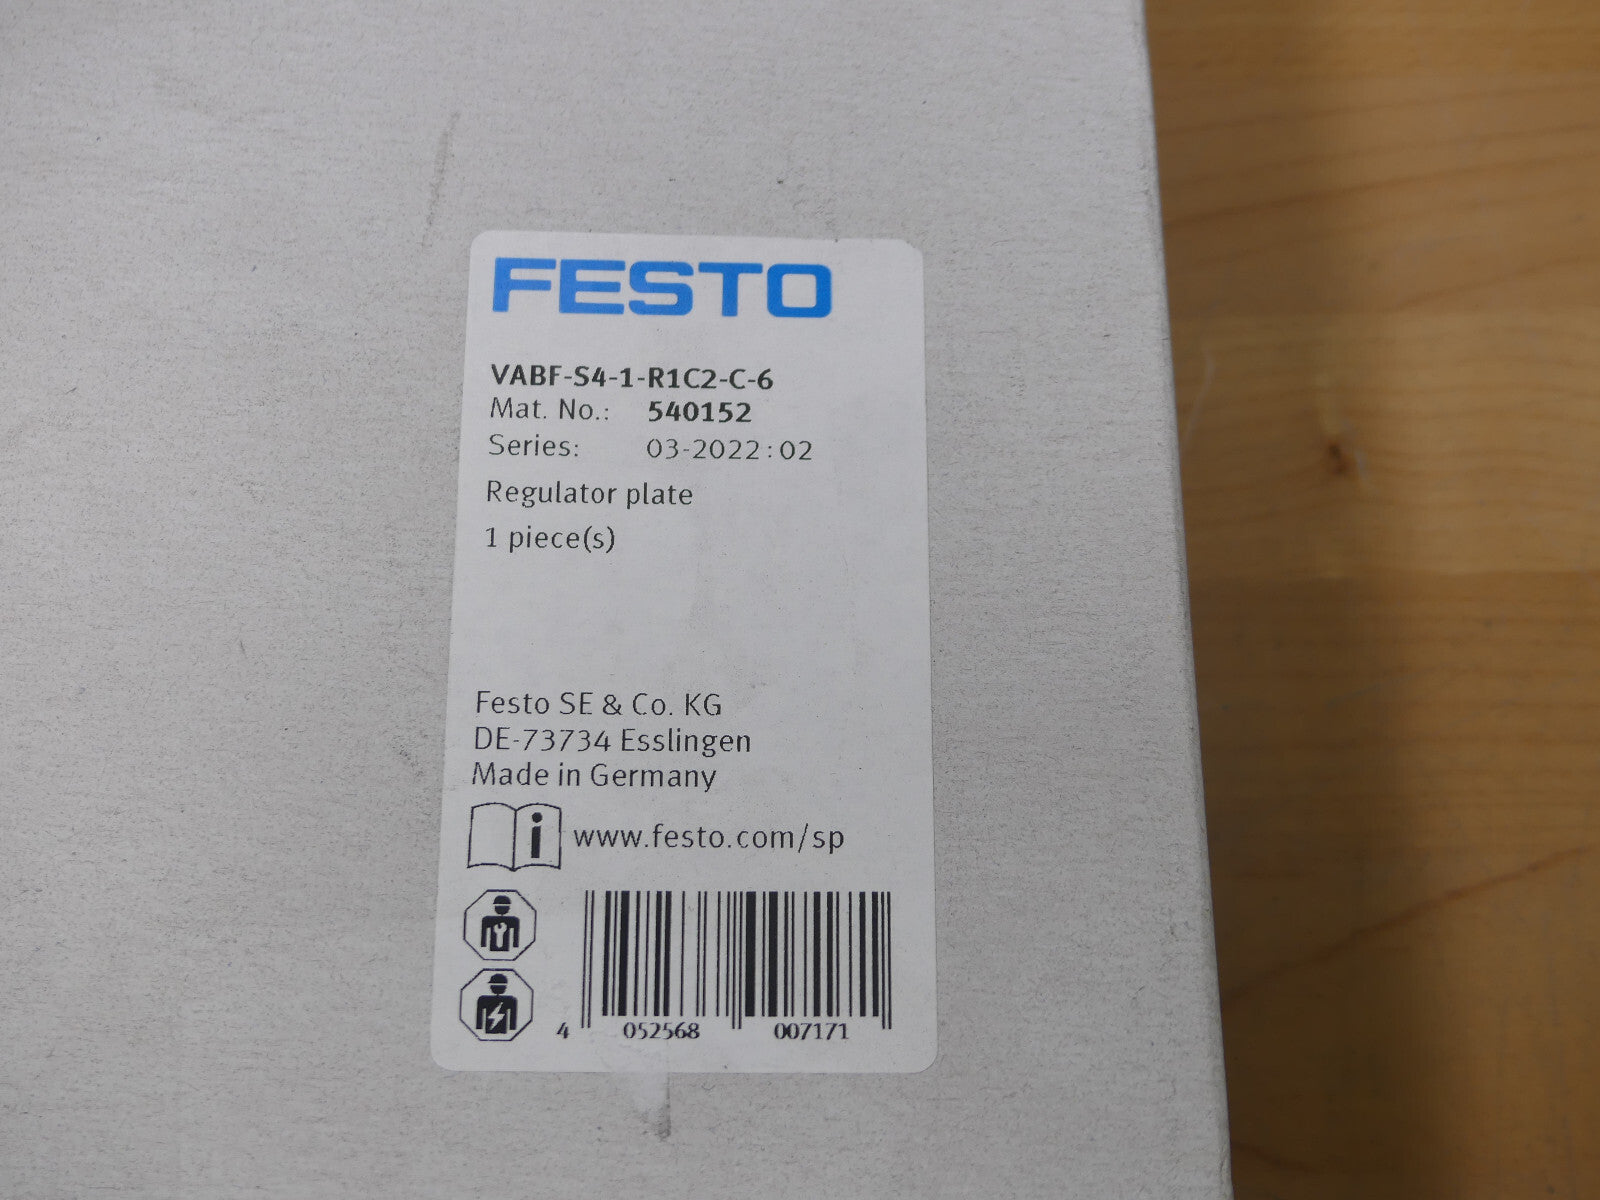 FESTO
VABF-S4-1-R1C2-C-6
Mat. No.: 540152
Series: 03-2022:02
Regulator plate
1 piece(s)
Festo SE & Co. KG
DE-73734 Esslingen
Made in Germany
i www.festo.com/sp
4 052568 007171